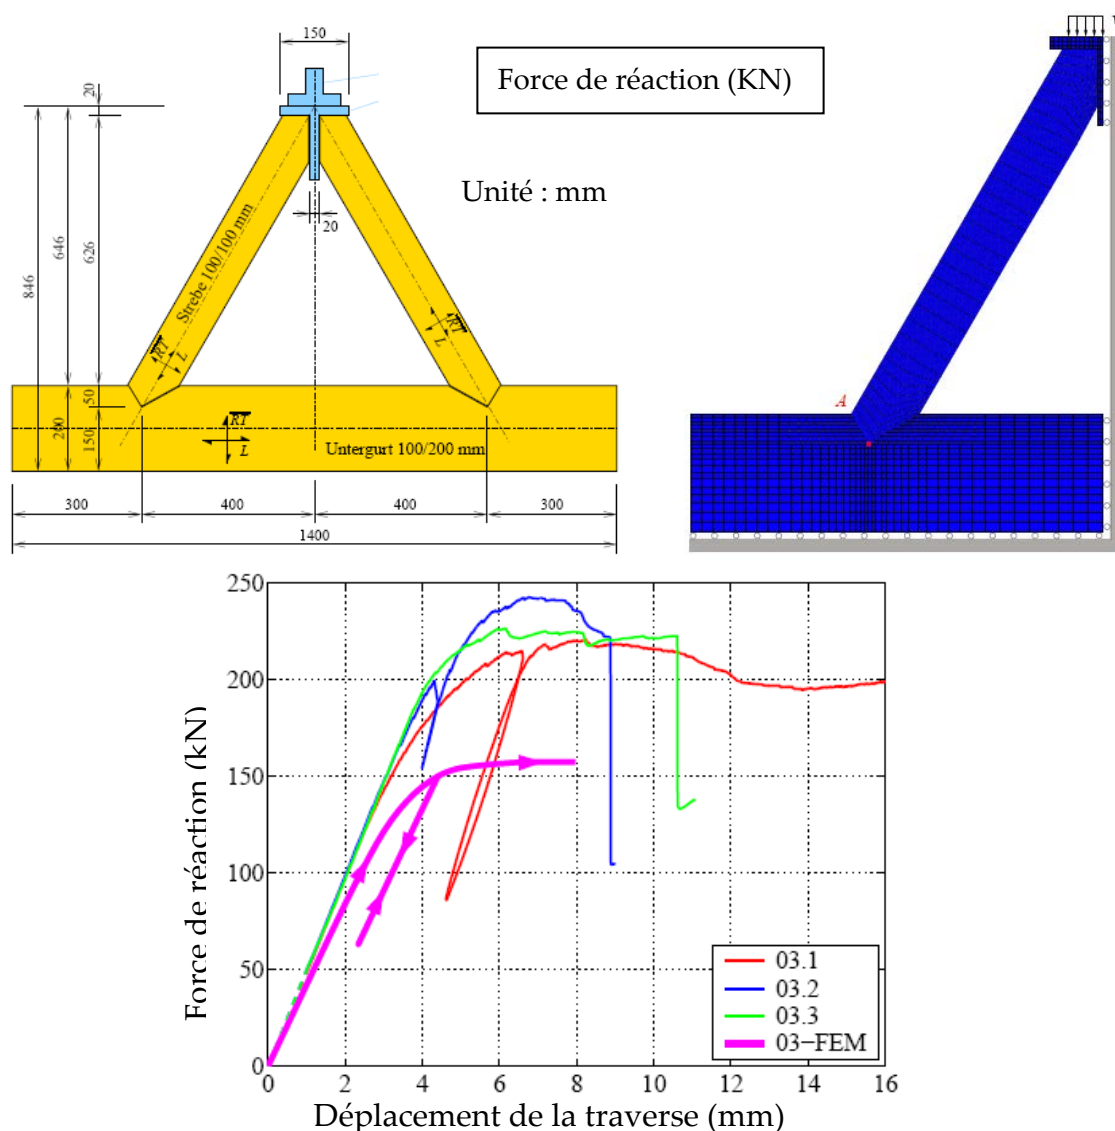 150
Force de réaction (KN)
20
Unité : mm
20
846
646
626
Strebe 100/100 mm
RT
L
RT
L
A
50
200
150
RT
L
Untergurt 100/200 mm
300
400
400
300
1400
250
200
150
100
50
0
Force de réaction (kN)
03.1
03.2
03.3
03−FEM
0
2
4
6
8
10
12
14
16
Déplacement de la traverse (mm)